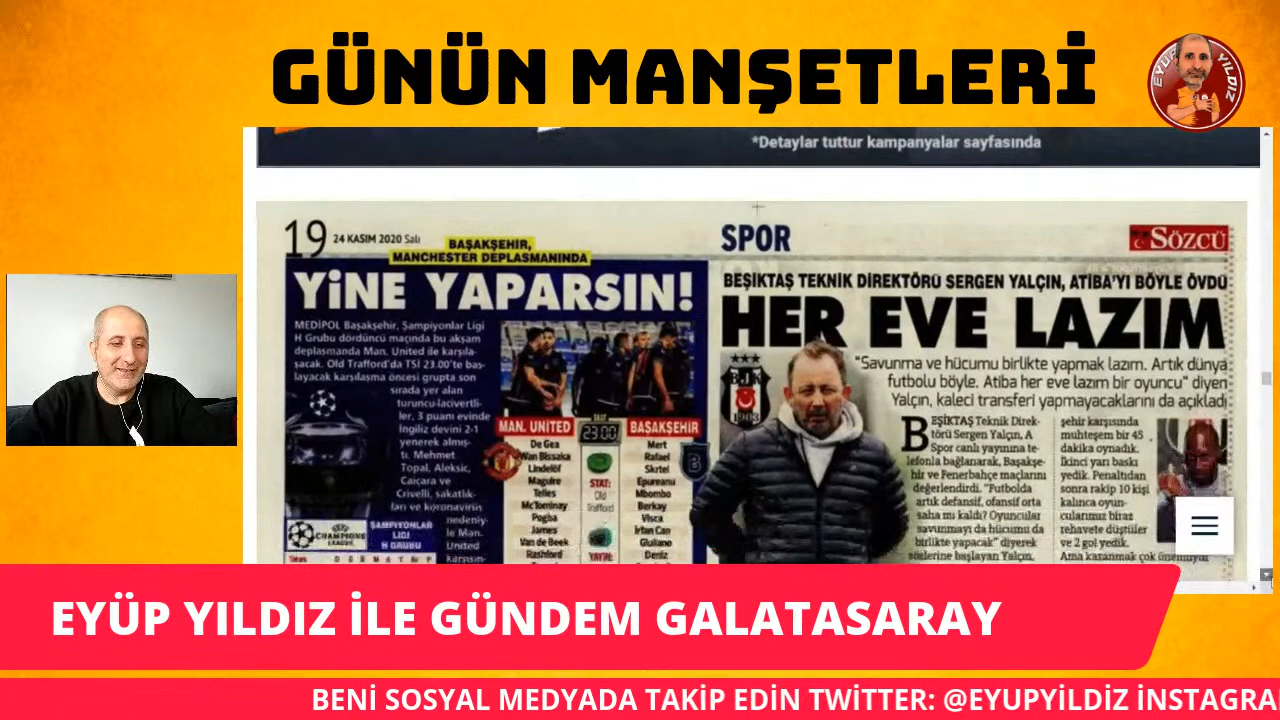 GÜNÜN MANŞETLERİ
EYÜP YILDIZ
*Detaylar tuttur kampanyalar sayfasında
19 24 KASIM 2020 Salı
SPOR
SÖZCÜ
BAŞAKŞEHİR,
MANCHESTER DEPLASMANINDA
YİNE YAPARSIN!
MEDİPOL Başakşehir, Şampiyonlar Ligi
H Grubu dördüncü maçında bu akşam
deplasmanda Man. United ile karşıla-
şacak. Old Trafford'da TSİ 23.00'te baş-
layacak karşılaşma öncesi grupta son
sırada yer alan
turuncu-lacivertli-
ler, 3 puanı evinde
İngiliz devini 2-1
yenerek almış-
tı. Mehmet
Topal, Aleksic,
Caiçara ve
Crivelli, sakatlık-
ları ve koronavirüs
nedeniy-
le Man.
United
karşısın-
CHAMPIONS
LEAGUE
ŞAMPİYONLAR
LİGİ
H GRUBU
MAN. UNITED
SAAT
23:00
BAŞAKŞEHİR
De Gea
Wan Bissaka
Lindelöf
Maguire
Telles
McTominay
Pogba
James
Van de Beek
Rashford
STAT:
Old
Trafford
YAYIN:
Mert
Rafael
Skrtel
Epureanu
Mbombo
Berkay
Visca
İrfan Can
Giuliano
Deniz
BEŞİKTAŞ TEKNİK DİREKTÖRÜ SERGEN YALÇIN, ATİBA'YI BÖYLE ÖVDÜ
HER EVE LAZIM
BJK
1903
"Savunma ve hücumu birlikte yapmak lazım. Artık dünya
futbolu böyle. Atiba her eve lazım bir oyuncu" diyen
Yalçın, kaleci transferi yapmayacaklarını da açıkladı
BEŞİKTAŞ Teknik Direk-
törü Sergen Yalçın, A
Spor canlı yayınına te-
lefonla bağlanarak, Başakşe-
hir ve Fenerbahçe maçlarını
değerlendirdi. "Futbolda
artık defansif, ofansif orta
saha mı kaldı? Oyuncular
savunmayı da hücumu da
birlikte yapacak" diyerek
sözlerine başlayan Yalçın,
şehir karşısında
muhteşem bir 45
dakika oynadık.
İkinci yarı baskı
yedik. Penaltıdan
sonra rakip 10 kişi
kalınca oyun-
cularımız biraz
rehavete düştüler
ve 2 gol yedik.
Ama kazanmak çok önemliydi
EYÜP YILDIZ İLE GÜNDEM GALATASARAY
BENİ SOSYAL MEDYADA TAKİP EDİN TWİTTER: @EYUPYİLDİZ İNSTAGRA